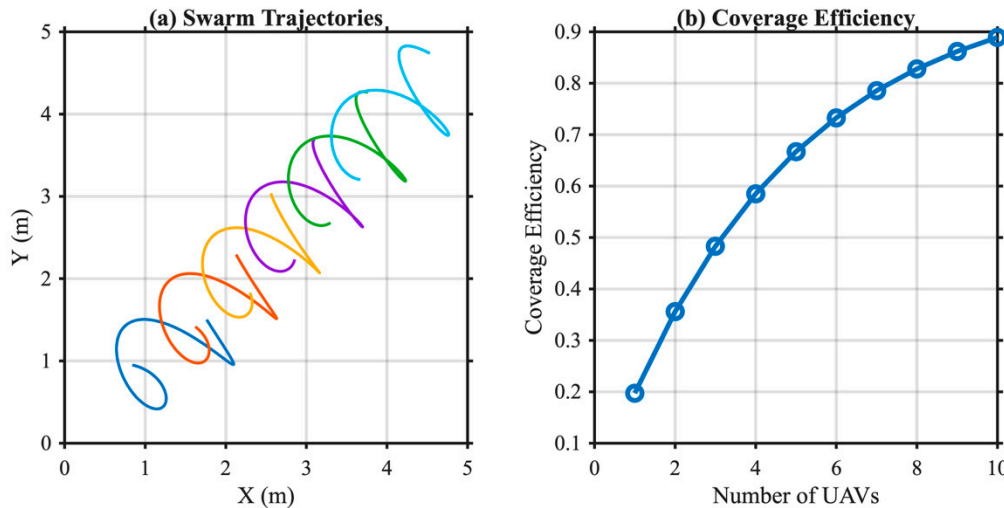 (a) Swarm Trajectories
5
4
3
2
1
0
Y (m)
0 1 2 3 4 5
X (m)
(b) Coverage Efficiency
0.9
0.8
0.7
0.6
0.5
0.4
0.3
0.2
0.1
Coverage Efficiency
0 2 4 6 8 10
Number of UAVs